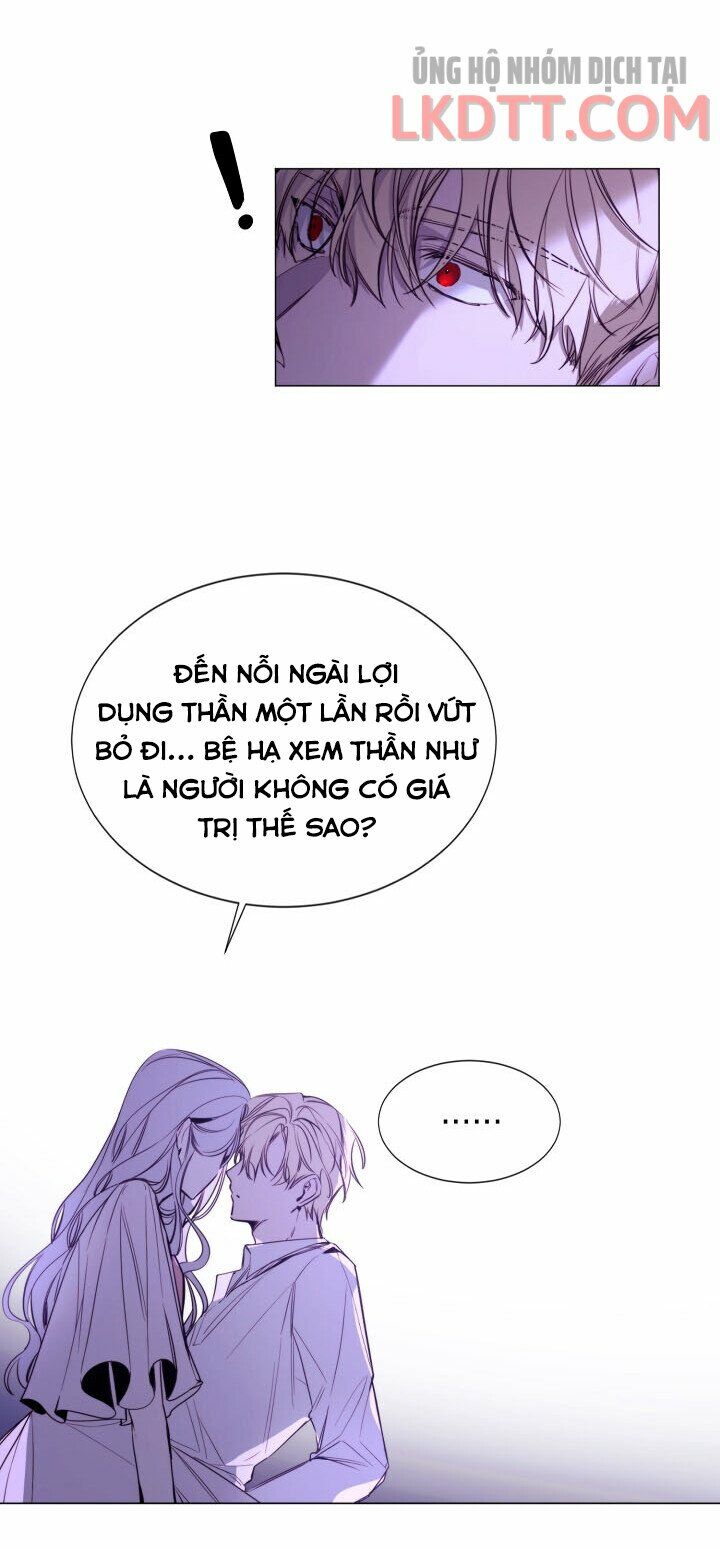 ỦNG HỘ NHÓM DỊCH TẠI
LKDTT.COM
!
ĐẾN NỖI NGÀI LỢI
DỤNG THẦN MỘT LẦN RỒI VỨT
BỎ ĐI... BỆ HẠ XEM THẦN NHƯ
LÀ NGƯỜI KHÔNG CÓ GIÁ
TRỊ THẾ SAO?
......